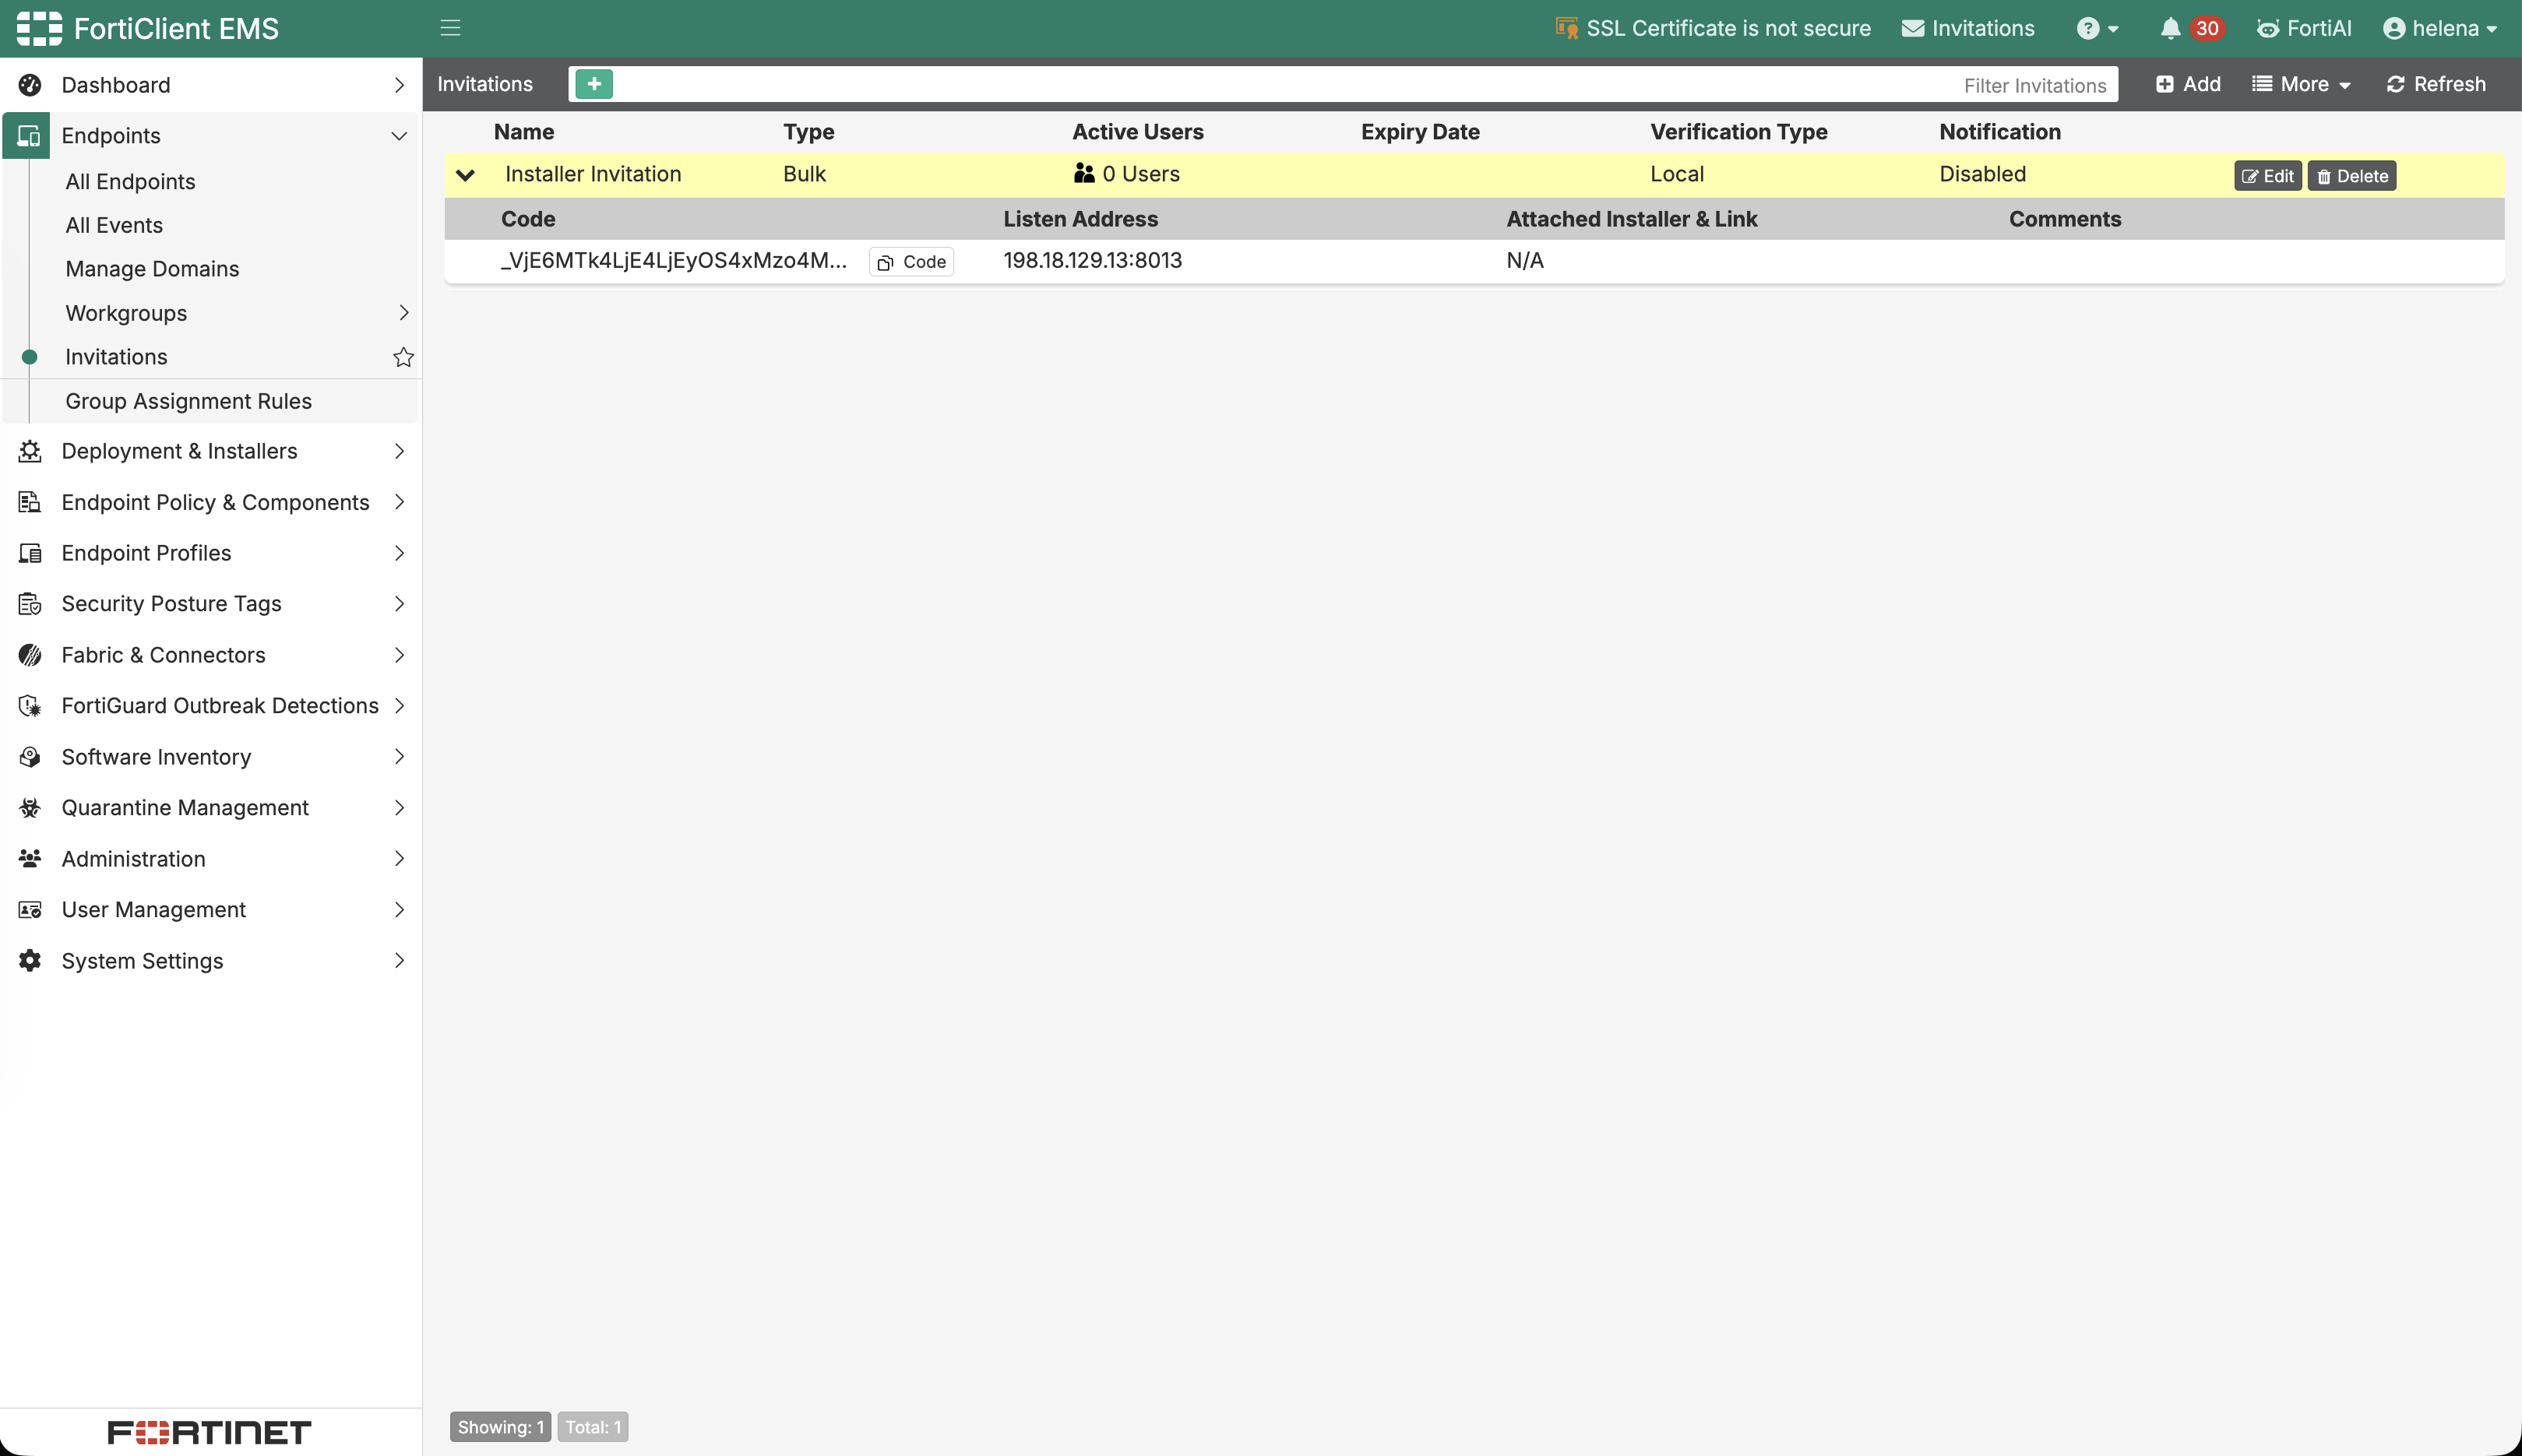 FortiClient EMS
SSL Certificate is not secure
Invitations
30
FortiAI
helena
Dashboard
Endpoints
All Endpoints
All Events
Manage Domains
Workgroups
Invitations
Group Assignment Rules
Deployment & Installers
Endpoint Policy & Components
Endpoint Profiles
Security Posture Tags
Fabric & Connectors
FortiGuard Outbreak Detections
Software Inventory
Quarantine Management
Administration
User Management
System Settings
FORTINET
Invitations
Filter Invitations
Add
More
Refresh
Name Type Active Users Expiry Date Verification Type Notification
Installer Invitation Bulk 0 Users Local Disabled Edit Delete
Code Listen Address Attached Installer & Link Comments
_VjE6MTk4LjE4LjEyOS4xMzo4M... Code 198.18.129.13:8013 N/A
Showing: 1 Total: 1